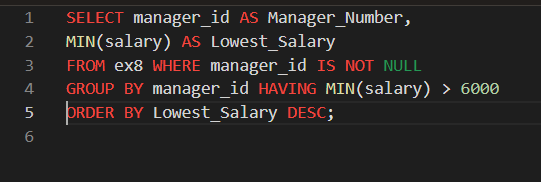 1 SELECT manager_id AS Manager_Number,
2 MIN(salary) AS Lowest_Salary
3 FROM ex8 WHERE manager_id IS NOT NULL
4 GROUP BY manager_id HAVING MIN(salary) > 6000
5 ORDER BY Lowest_Salary DESC;
6